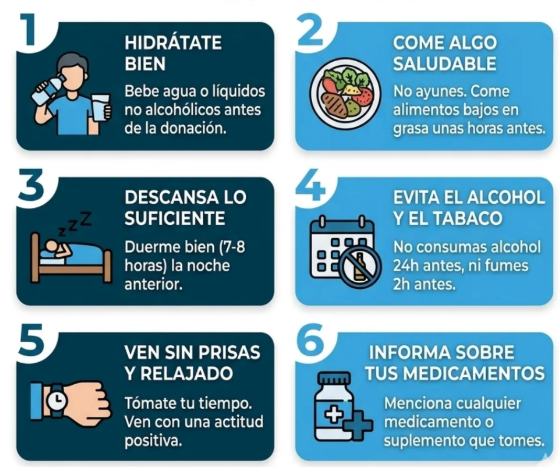 1
HIDRÁTATE
BIEN
Bebe agua o líquidos
no alcohólicos antes
de la donación.
2
COME ALGO
SALUDABLE
No ayunes. Come
alimentos bajos en
grasa unas horas antes.
3
DESCANSA LO
SUFICIENTE
zzZ
Duerme bien (7-8
horas) la noche
anterior.
4
EVITA EL ALCOHOL
Y EL TABACO
No consumas alcohol
24h antes, ni fumes
2h antes.
5
VEN SIN PRISAS
Y RELAJADO
Tómate tu tiempo.
Ven con una actitud
positiva.
6
INFORMA SOBRE
TUS MEDICAMENTOS
Menciona cualquier
medicamento o
suplemento que tomes.